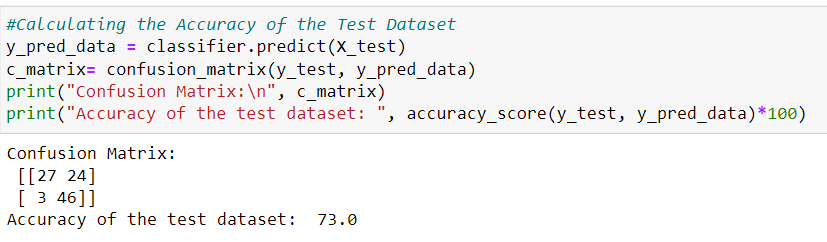 #Calculating the Accuracy of the Test Dataset
y_pred_data = classifier.predict(X_test)
c_matrix= confusion_matrix(y_test, y_pred_data)
print("Confusion Matrix:\n", c_matrix)
print("Accuracy of the test dataset: ", accuracy_score(y_test, y_pred_data)*100)
Confusion Matrix:
 [[27 24]
 [ 3 46]]
Accuracy of the test dataset:  73.0